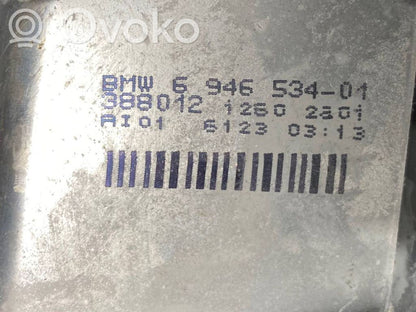 OVOKO
BMW 6 946 534-01
388012 1260 2801
AI01 6123 03:13